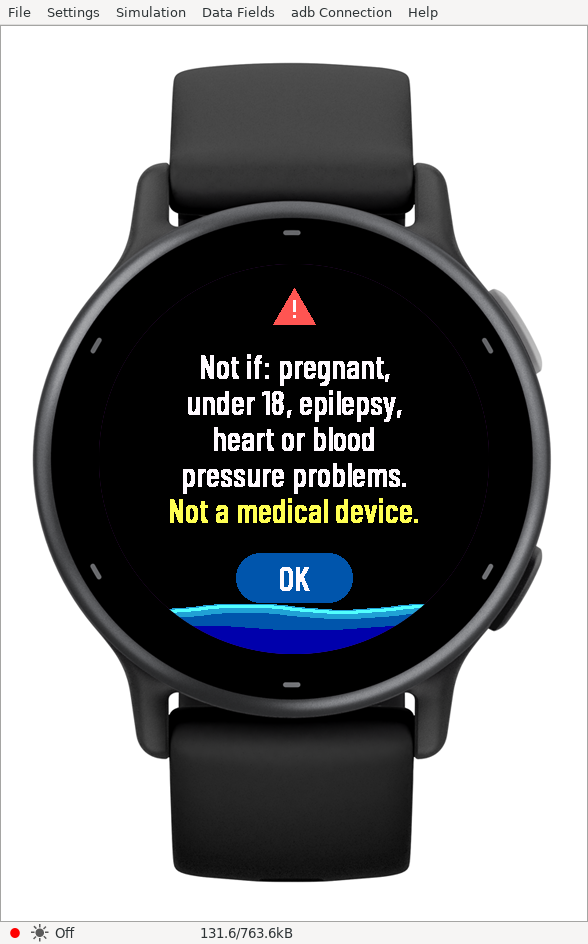 File Settings Simulation Data Fields adb Connection Help
!
Not if: pregnant,
under 18, epilepsy,
heart or blood
pressure problems.
Not a medical device.
OK
Off 131.6/763.6kB